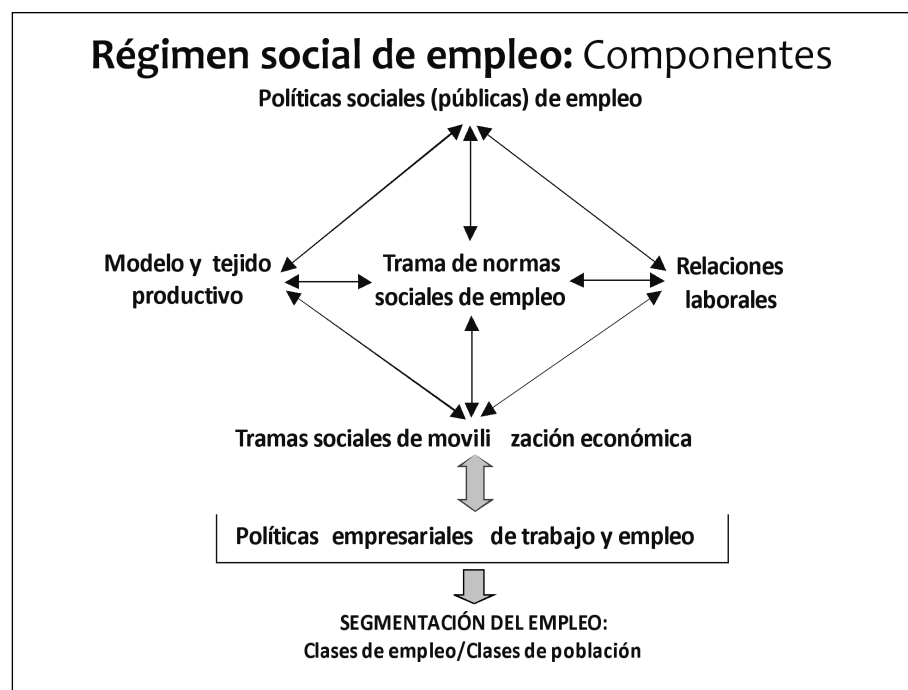 Régimen social de empleo: Componentes
Políticas sociales (públicas) de empleo
Modelo y tejido
productivo
Trama de normas
sociales de empleo
Relaciones
laborales
Tramas sociales de movili zación económica
Políticas empresariales de trabajo y empleo
SEGMENTACIÓN DEL EMPLEO:
Clases de empleo/Clases de población